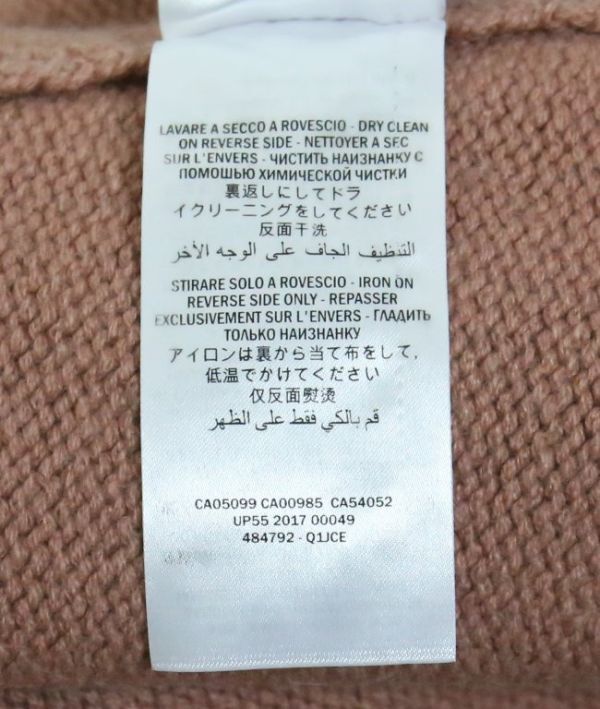 LAVARE A SECCO A ROVESCIO - DRY CLEAN
ON REVERSE SIDE - NETTOYER A SEC
SUR L'ENVERS - ЧИСТИТЬ НАИЗНАНКУ С
ПОМОЩЬЮ ХИМИЧЕСКОЙ ЧИСТКИ
裏返しにしてドラ
イクリーニングをしてください
反面干洗
التنظيف الجاف على الوجه الأخر
STIRARE SOLO A ROVESCIO - IRON ON
REVERSE SIDE ONLY - REPASSER
EXCLUSIVEMENT SUR L'ENVERS - ГЛАДИТЬ
ТОЛЬКО НАИЗНАНКУ
アイロンは裏から当て布をして,
低温でかけてください
仅反面熨烫
قم بالكي فقط على الظهر
CA05099 CA00985 CA54052
UP55 2017 00049
484792 - Q1JCE